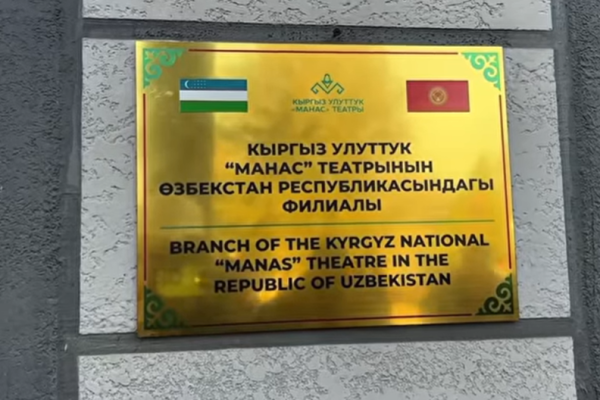 КЫРГЫЗ УЛУТТУК
«МАНАС» ТЕАТРЫ
КЫРГЫЗ УЛУТТУК
“МАНАС” ТЕАТРЫНЫН
ӨЗБЕКСТАН РЕСПУБЛИКАСЫНДАГЫ
ФИЛИАЛЫ
BRANCH OF THE KYRGYZ NATIONAL
“MANAS” THEATRE IN THE
REPUBLIC OF UZBEKISTAN